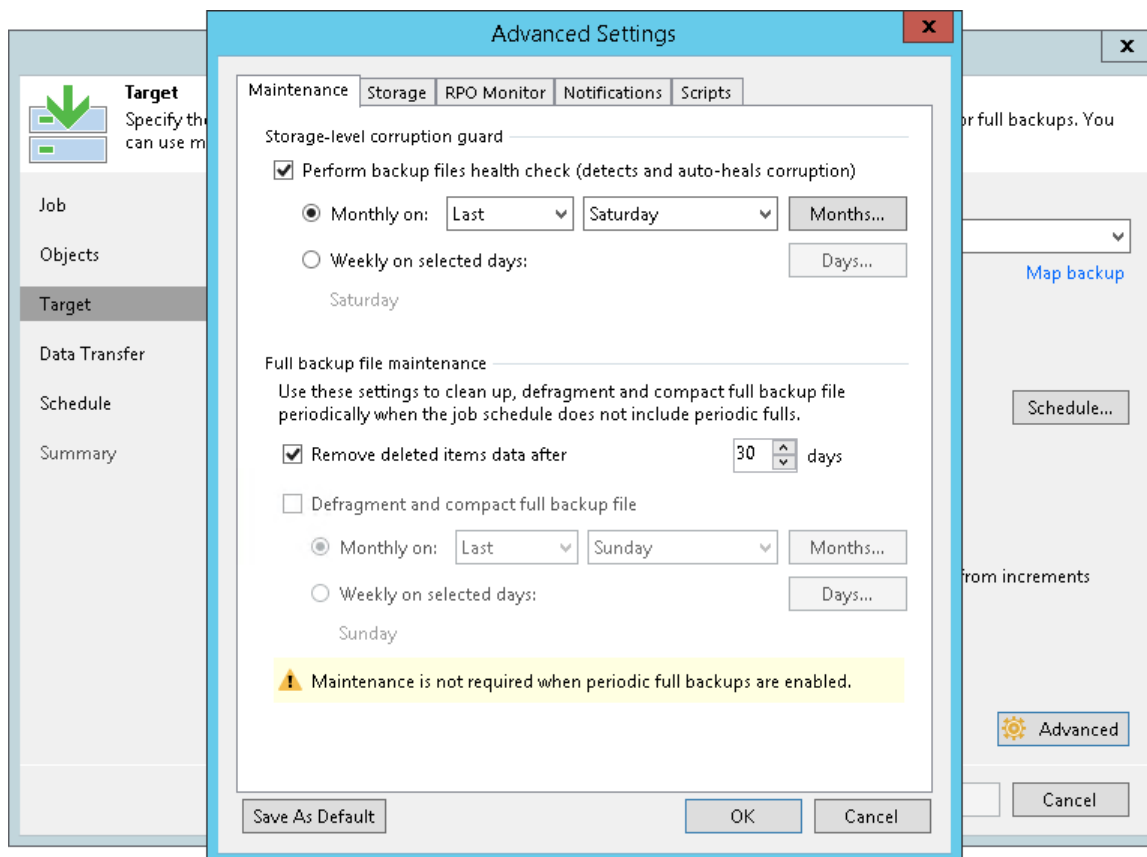 Advanced Settings
x
x
Target
Specify the
can use m
or full backups. You
Job
Objects
Target
Data Transfer
Schedule
Summary
Maintenance
Storage
RPO Monitor
Notifications
Scripts
Storage-level corruption guard
Perform backup files health check (detects and auto-heals corruption)
Monthly on: Last Saturday Months...
Weekly on selected days: Days...
Saturday
Full backup file maintenance
Use these settings to clean up, defragment and compact full backup file
periodically when the job schedule does not include periodic fulls.
Remove deleted items data after 30 days
Defragment and compact full backup file
Monthly on: Last Sunday Months...
Weekly on selected days: Days...
Sunday
Maintenance is not required when periodic full backups are enabled.
Save As Default
OK
Cancel
Map backup
Schedule...
from increments
Advanced
Cancel